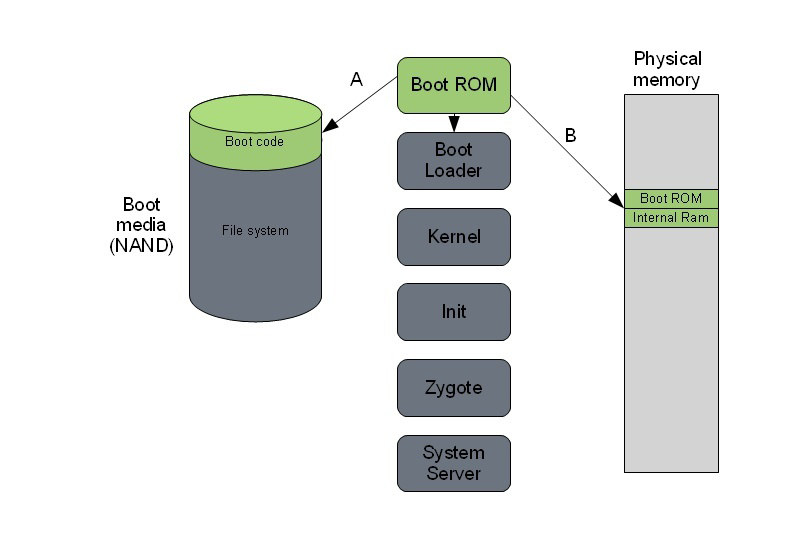 Physical
memory
A
Boot ROM
B
Boot code
Boot
Loader
Boot ROM
Internal Ram
Boot
media
(NAND)
File system
Kernel
Init
Zygote
System
Server